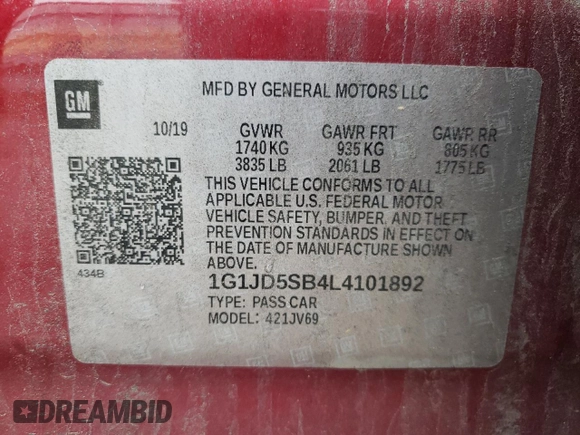 GM
MFD BY GENERAL MOTORS LLC
10/19 GVWR GAWR FRT GAWR RR
1740 KG 935 KG 805 KG
3835 LB 2061 LB 1775 LB
THIS VEHICLE CONFORMS TO ALL
APPLICABLE U.S. FEDERAL MOTOR
VEHICLE SAFETY, BUMPER, AND THEFT
PREVENTION STANDARDS IN EFFECT ON
THE DATE OF MANUFACTURE SHOWN
ABOVE.
434B
1G1JD5SB4L4101892
TYPE: PASS CAR
MODEL: 421JV69
DREAMBID